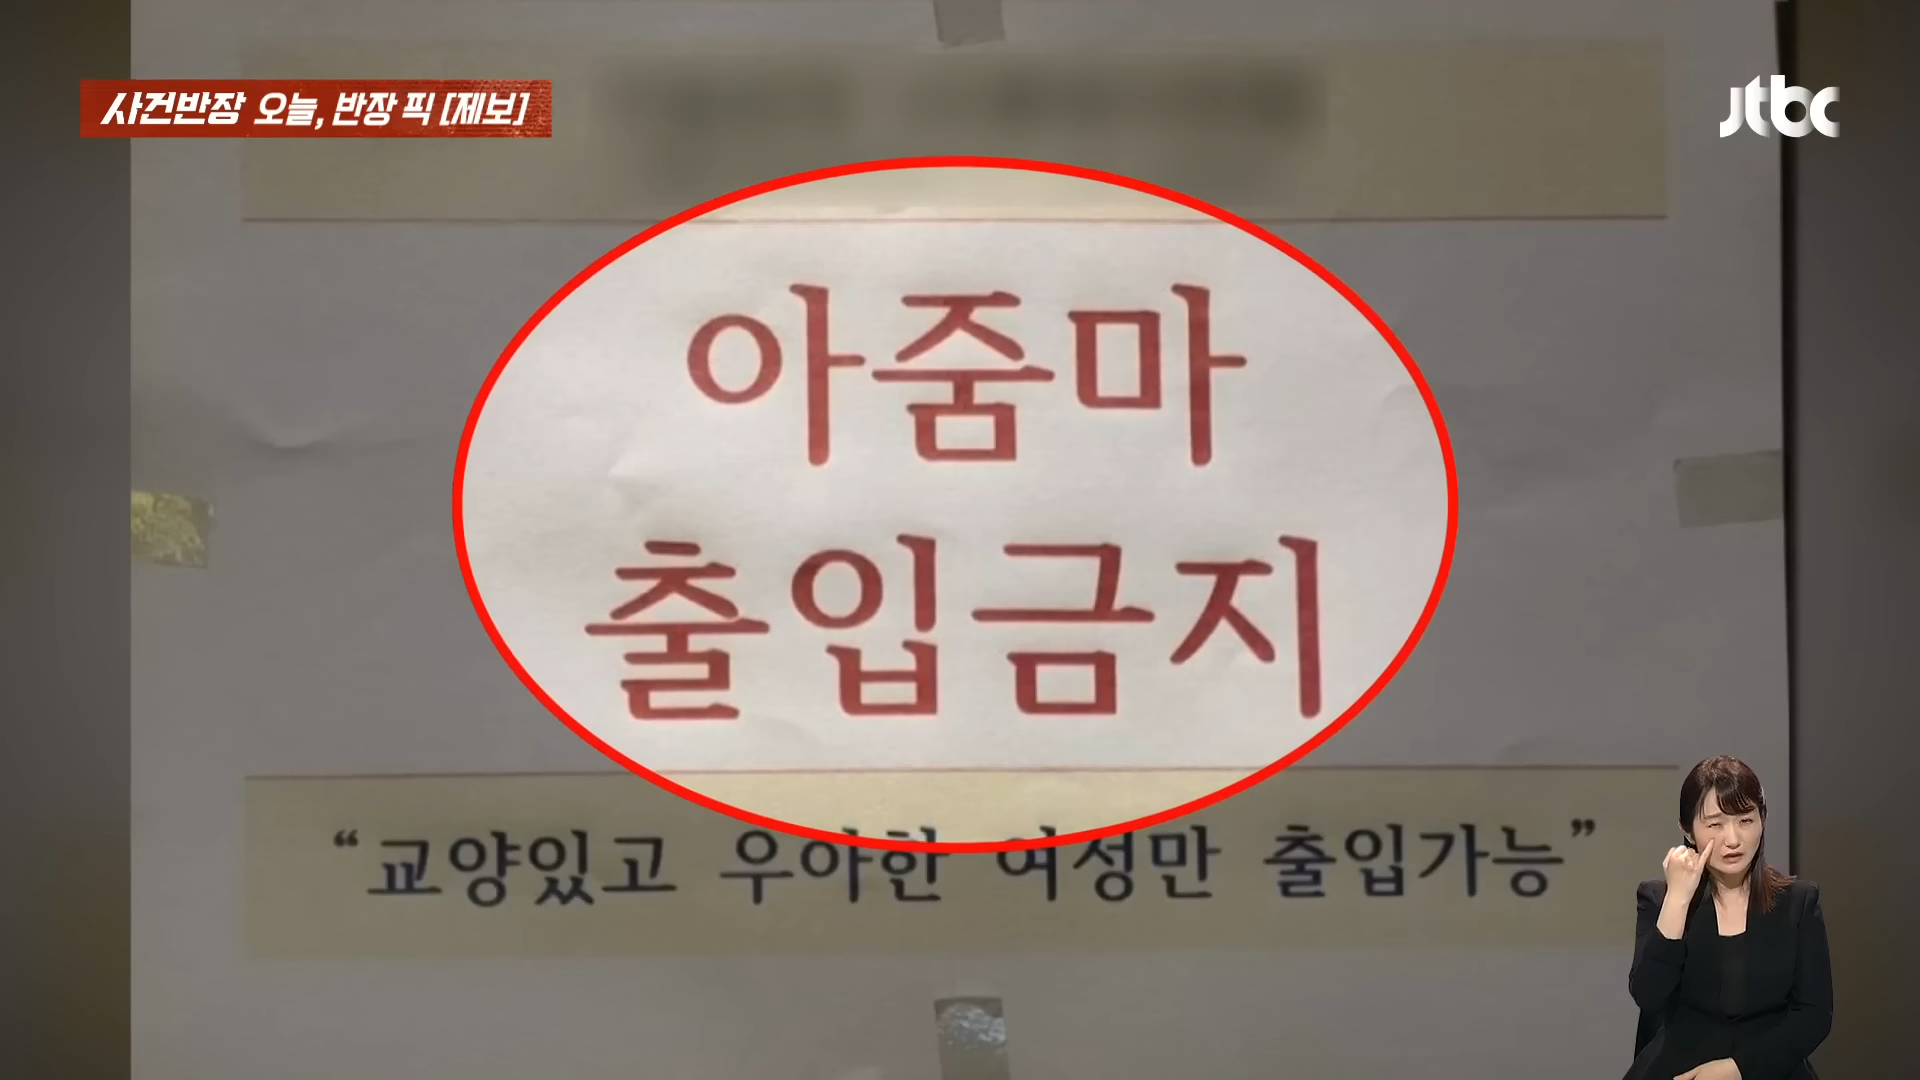 사건반장 오늘, 반장 픽 [제보]
jtbc
아줌마
출입금지
“교양있고 우아한 여성만 출입가능”